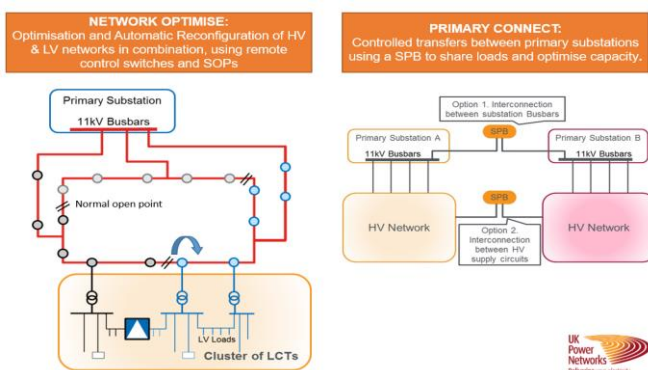 NETWORK OPTIMISE:
Optimisation and Automatic Reconfiguration of HV
& LV networks in combination, using remote
control switches and SOPs
PRIMARY CONNECT:
Controlled transfers between primary substations
using a SPB to share loads and optimise capacity.
Primary Substation
11kV Busbars
Normal open point
LV Loads
Cluster of LCTs
Option 1. Interconnection
between substation Busbars
SPB
Primary Substation A
11kV Busbars
Primary Substation B
11kV Busbars
SPB
HV Network
HV Network
Option 2.
Interconnection
between HV
supply circuits
UK
Power
Networks